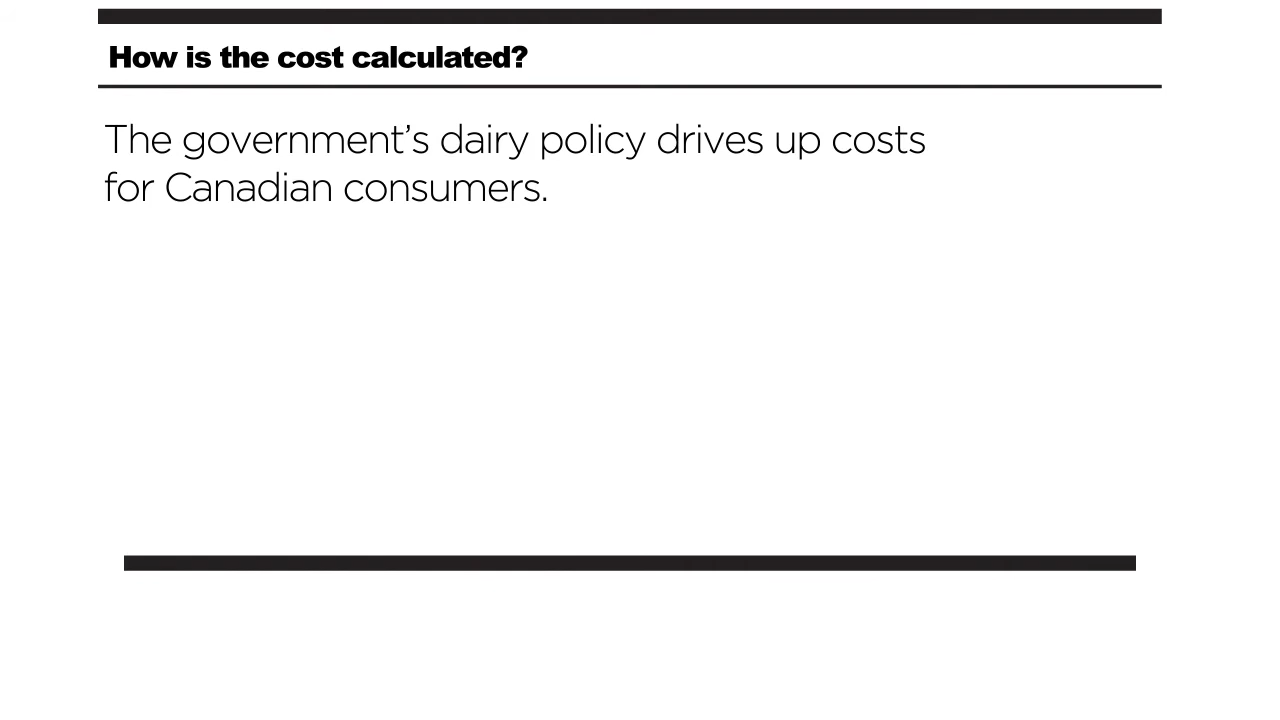 How is the cost calculated?
The government’s dairy policy drives up costs
for Canadian consumers.